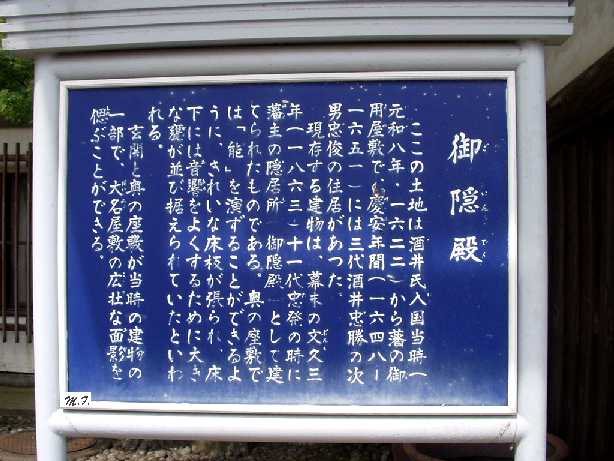 御隠殿
ここの土地は酒井氏入国当時(
元和八年・一六二二)から藩の御
用屋敷で、慶安年間(一六四八ー
一六五一)には三代酒井忠勝の次
男忠俊の住居があつた。
現存する建物は、幕末の文久三
年(一八六三)十一代忠発の時に
藩主の隠居所「御隠殿」として建
てられたものである。奥の座敷で
は「能」を演ずることができるよ
うに、きれいな床板が張られ、床
下には音響をよくするために大き
な甕が並び据えられていたといわ
れる。
玄関と奥の座敷が当時の建物の
一部で、大名屋敷の広壮な面影を
偲ぶことができる。
M.T.